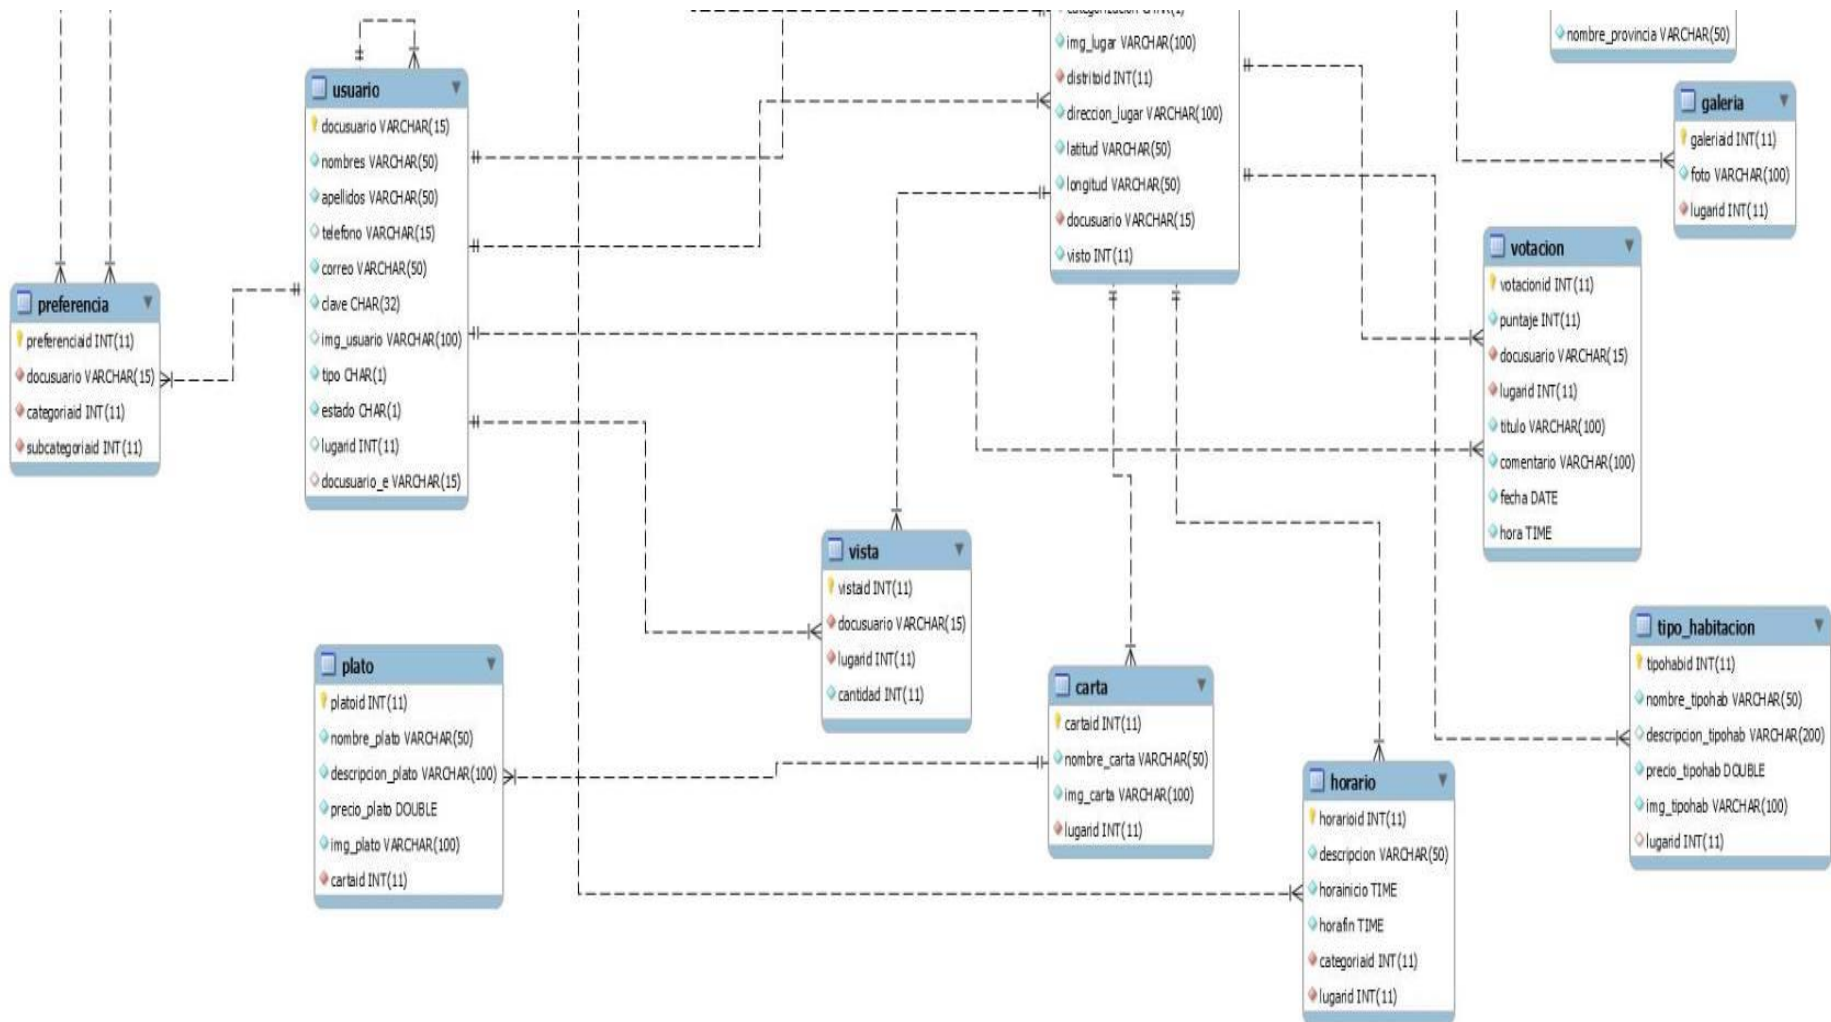 categorizacion CHAR(1)
img_lugar VARCHAR(100)
distritoid INT(11)
direccion_lugar VARCHAR(100)
latitud VARCHAR(50)
longitud VARCHAR(50)
docusuario VARCHAR(15)
visto INT(11)
nombre_provincia VARCHAR(50)
usuario
docusuario VARCHAR(15)
nombres VARCHAR(50)
apellidos VARCHAR(50)
telefono VARCHAR(15)
correo VARCHAR(50)
clave CHAR(32)
img_usuario VARCHAR(100)
tipo CHAR(1)
estado CHAR(1)
lugarid INT(11)
docusuario_e VARCHAR(15)
galeria
galeriaid INT(11)
foto VARCHAR(100)
lugarid INT(11)
votacion
votacionid INT(11)
puntaje INT(11)
docusuario VARCHAR(15)
lugarid INT(11)
titulo VARCHAR(100)
comentario VARCHAR(100)
fecha DATE
hora TIME
preferencia
preferenciaid INT(11)
docusuario VARCHAR(15)
categoriaid INT(11)
subcategoriaid INT(11)
vista
vistaid INT(11)
docusuario VARCHAR(15)
lugarid INT(11)
cantidad INT(11)
tipo_habitacion
tipohabid INT(11)
nombre_tipohab VARCHAR(50)
descripcion_tipohab VARCHAR(200)
precio_tipohab DOUBLE
img_tipohab VARCHAR(100)
lugarid INT(11)
plato
platoid INT(11)
nombre_plato VARCHAR(50)
descripcion_plato VARCHAR(100)
precio_plato DOUBLE
img_plato VARCHAR(100)
cartaid INT(11)
carta
cartaid INT(11)
nombre_carta VARCHAR(50)
img_carta VARCHAR(100)
lugarid INT(11)
horario
horarioid INT(11)
descripcion VARCHAR(50)
horainicio TIME
horafin TIME
categoriaid INT(11)
lugarid INT(11)